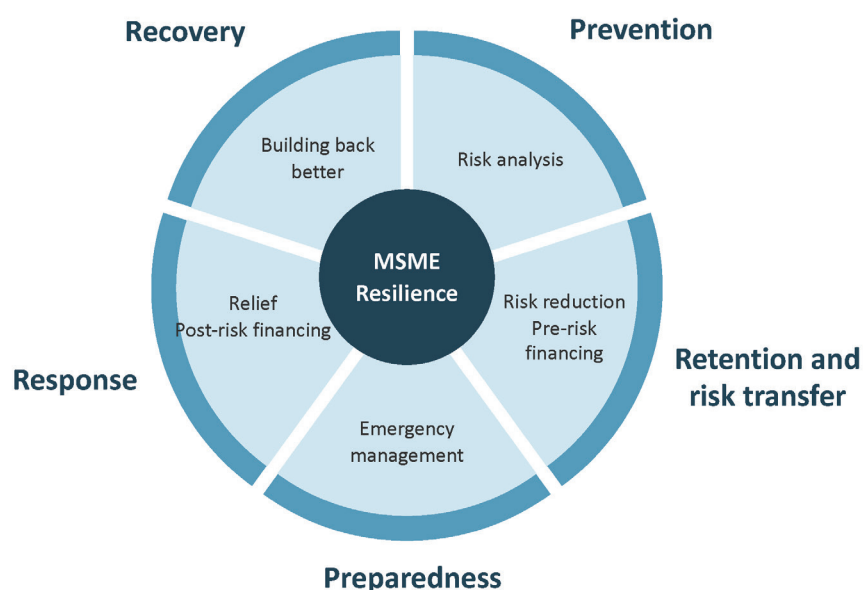 Recovery
Prevention
Building back
better
Risk analysis
MSME
Resilience
Relief
Post-risk financing
Risk reduction
Pre-risk
financing
Response
Retention and
risk transfer
Emergency
management
Preparedness